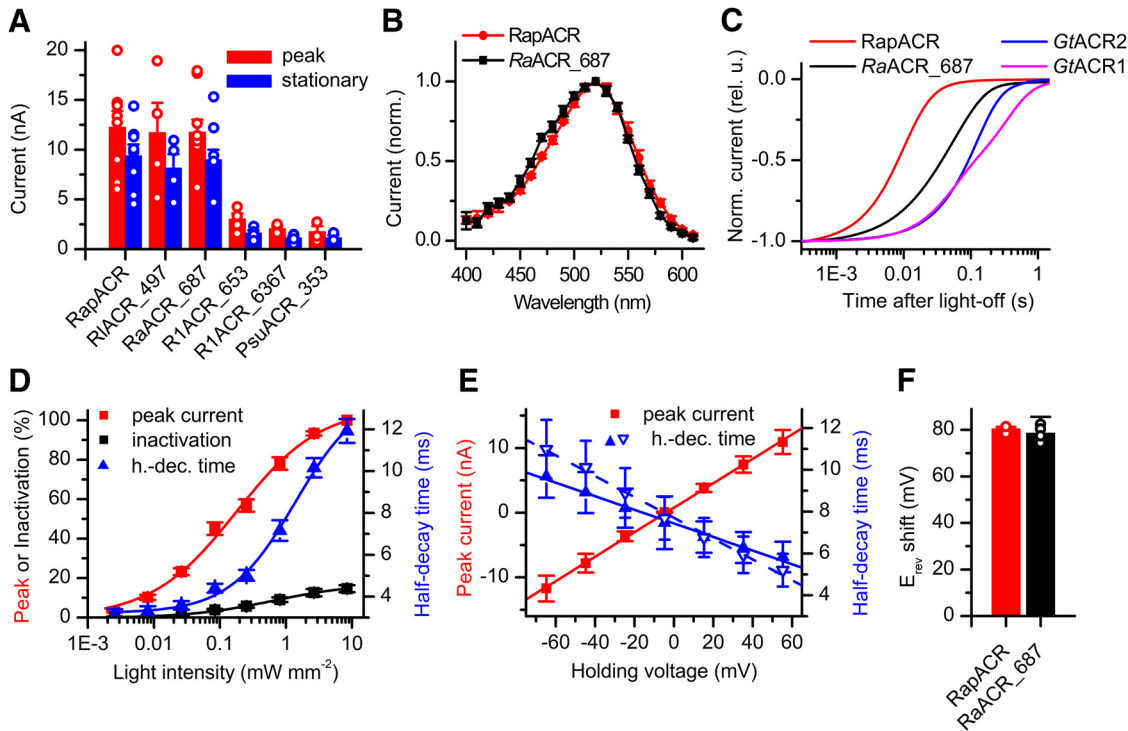 A
Current (nA)
20
15
10
5
0
peak
stationary
RapACR
RlACR_497
RaACR_687
R1ACR_653
R1ACR_6367
PsuACR_353
B
RapACR
RaACR_687
Current (norm.)
1.0
0.5
0.0
400 450 500 550 600
Wavelength (nm)
C
RapACR
RaACR_687
GtACR2
GtACR1
Norm. current (rel. u.)
0.0
-0.5
-1.0
1E-3 0.01 0.1 1
Time after light-off (s)
D
Peak or Inactivation (%)
100
80
60
40
20
0
peak current
inactivation
h.-dec. time
12
10
8
6
4
Half-decay time (ms)
1E-3 0.01 0.1 1 10
Light intensity (mW mm-2)
E
Peak current (nA)
10
0
-10
peak current
h.-dec. time
12
10
8
6
4
Half-decay time (ms)
-60 -40 -20 0 20 40 60
Holding voltage (mV)
F
Erev shift (mV)
80
60
40
20
0
RapACR
RaACR_687